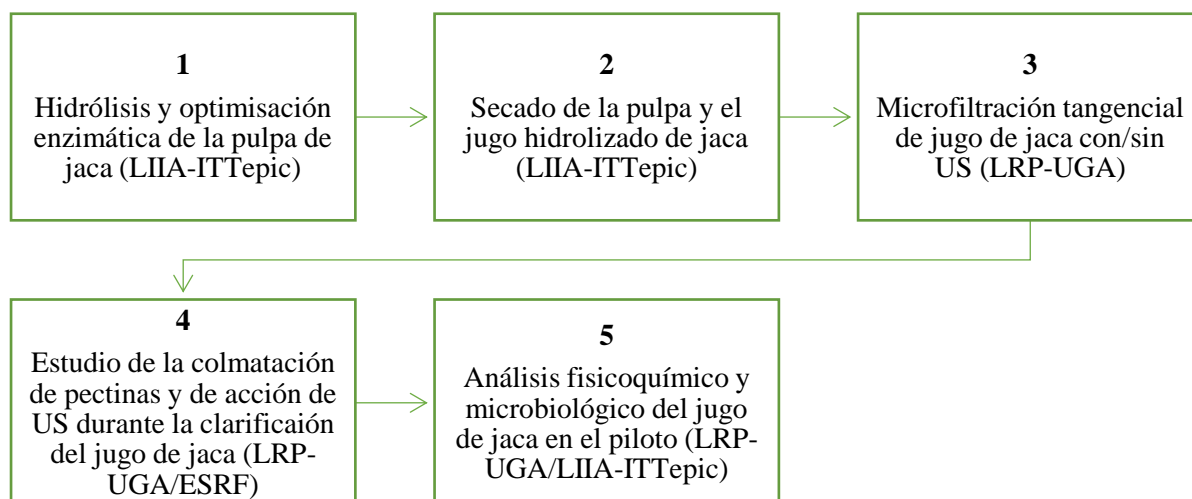 1
Hidrólisis y optimisación
enzimática de la pulpa de
jaca (LIIA-ITTepic)
2
Secado de la pulpa y el
jugo hidrolizado de jaca
(LIIA-ITTepic)
3
Microfiltración tangencial
de jugo de jaca con/sin
US (LRP-UGA)
4
Estudio de la colmatación
de pectinas y de acción de
US durante la clarificaión
del jugo de jaca (LRP-
UGA/ESRF)
5
Análisis fisicoquímico y
microbiológico del jugo
de jaca en el piloto (LRP-
UGA/LIIA-ITTepic)